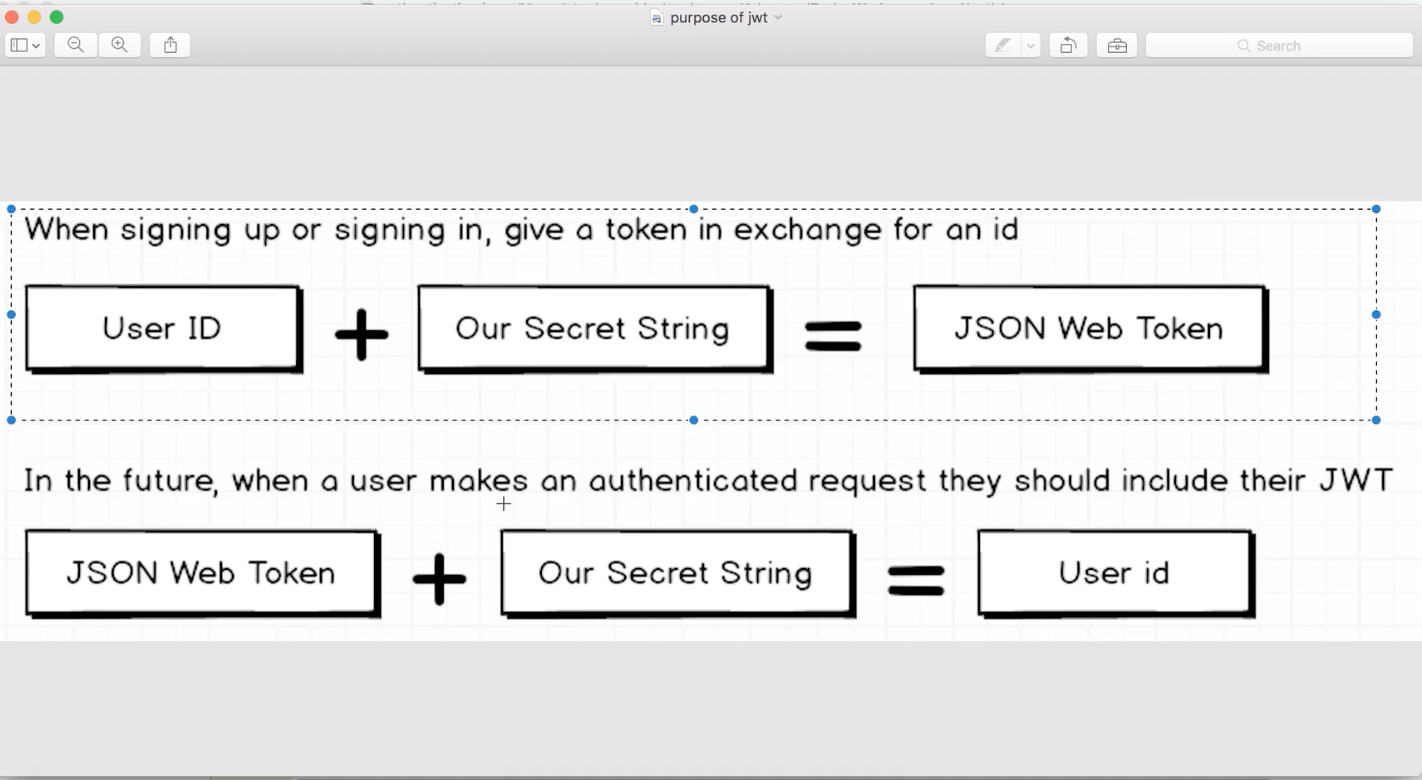 purpose of jwt
Search
When signing up or signing in, give a token in exchange for an id
User ID + Our Secret String = JSON Web Token
In the future, when a user makes an authenticated request they should include their JWT
JSON Web Token + Our Secret String = User id